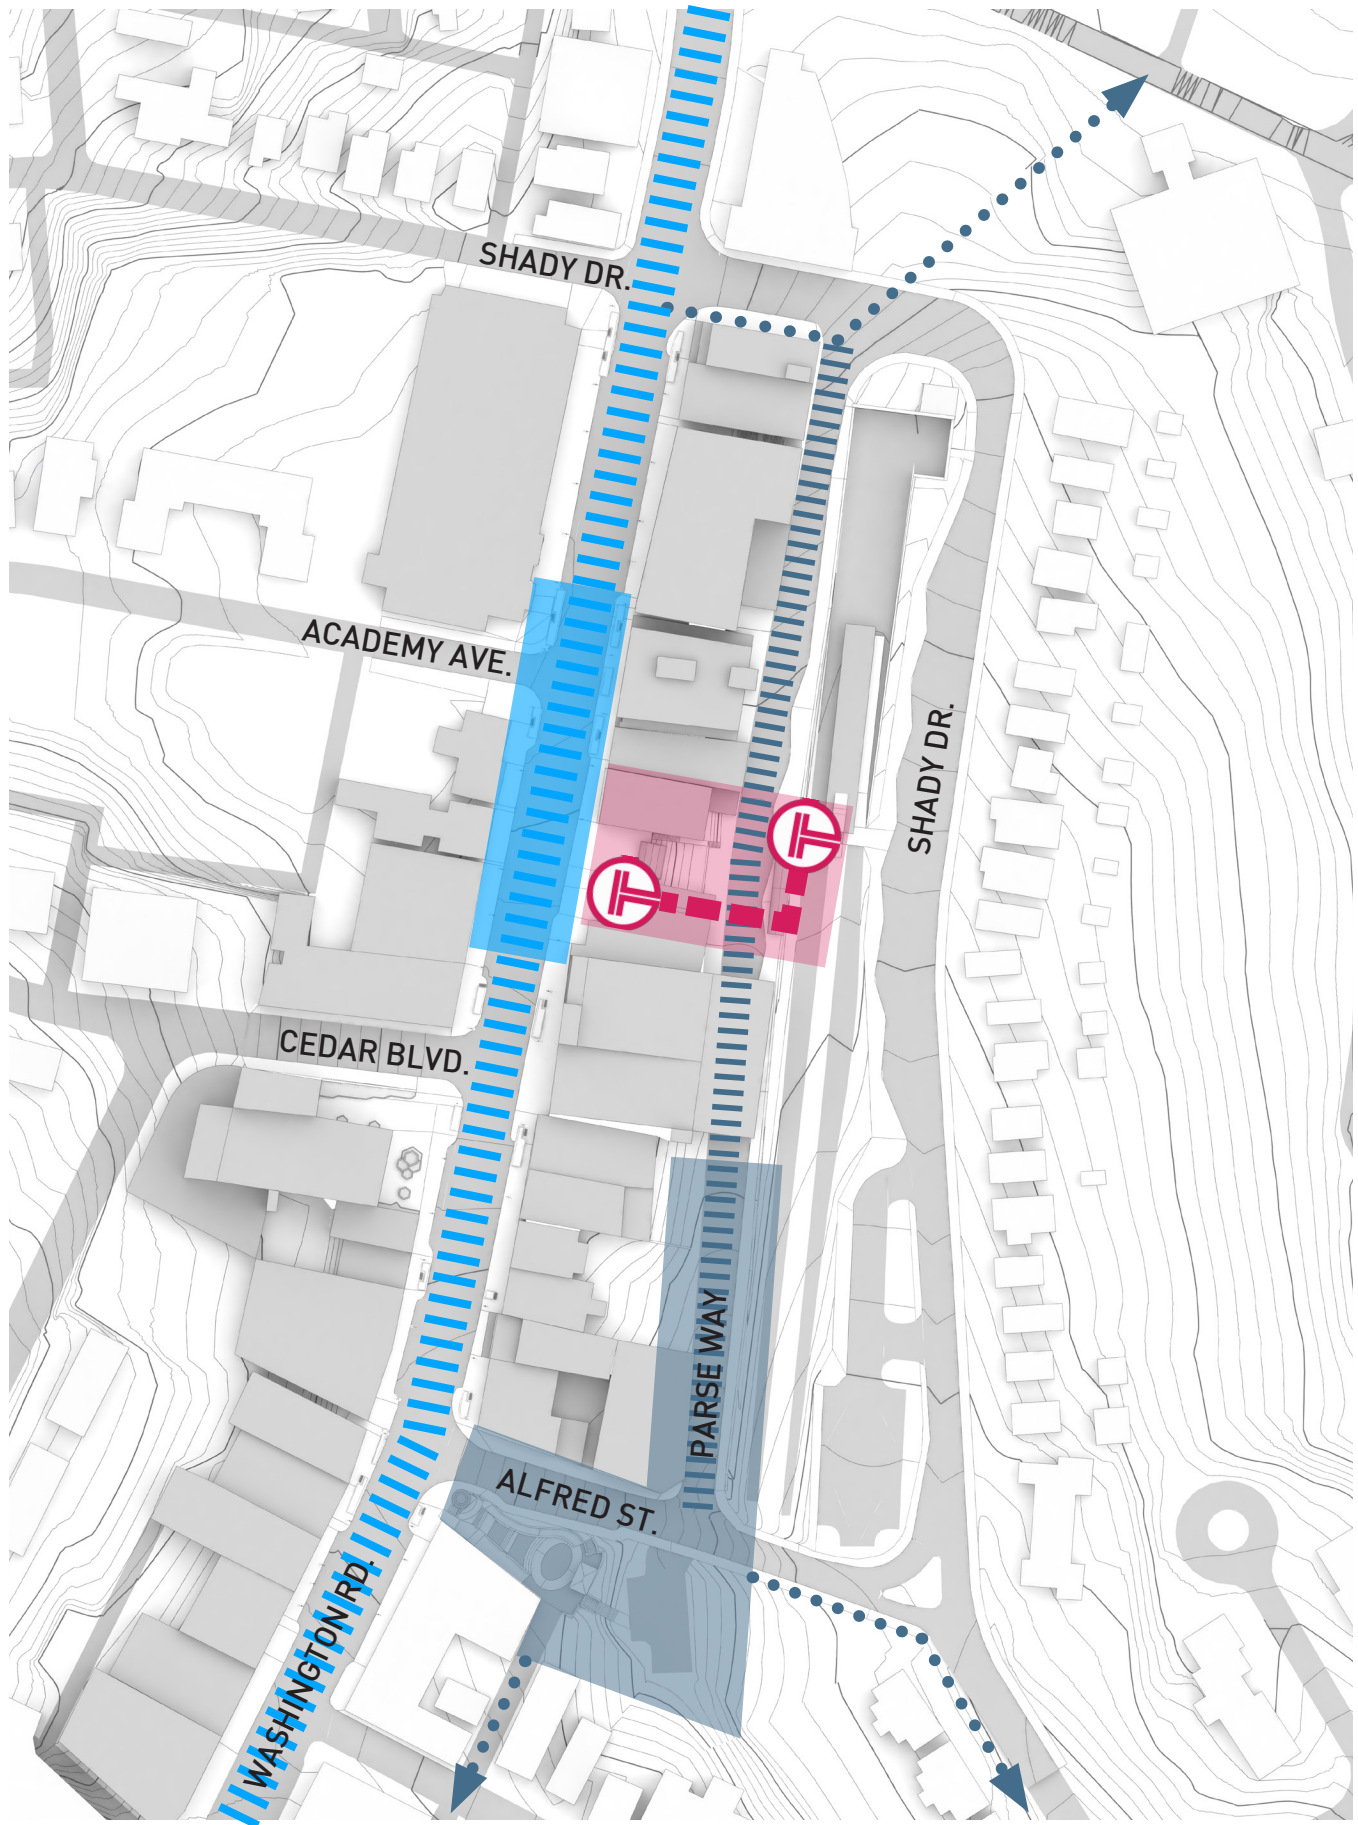 SHADY DR.
ACADEMY AVE.
SHADY DR.
CEDAR BLVD.
PARSE WAY
ALFRED ST.
WASHINGTON RD.